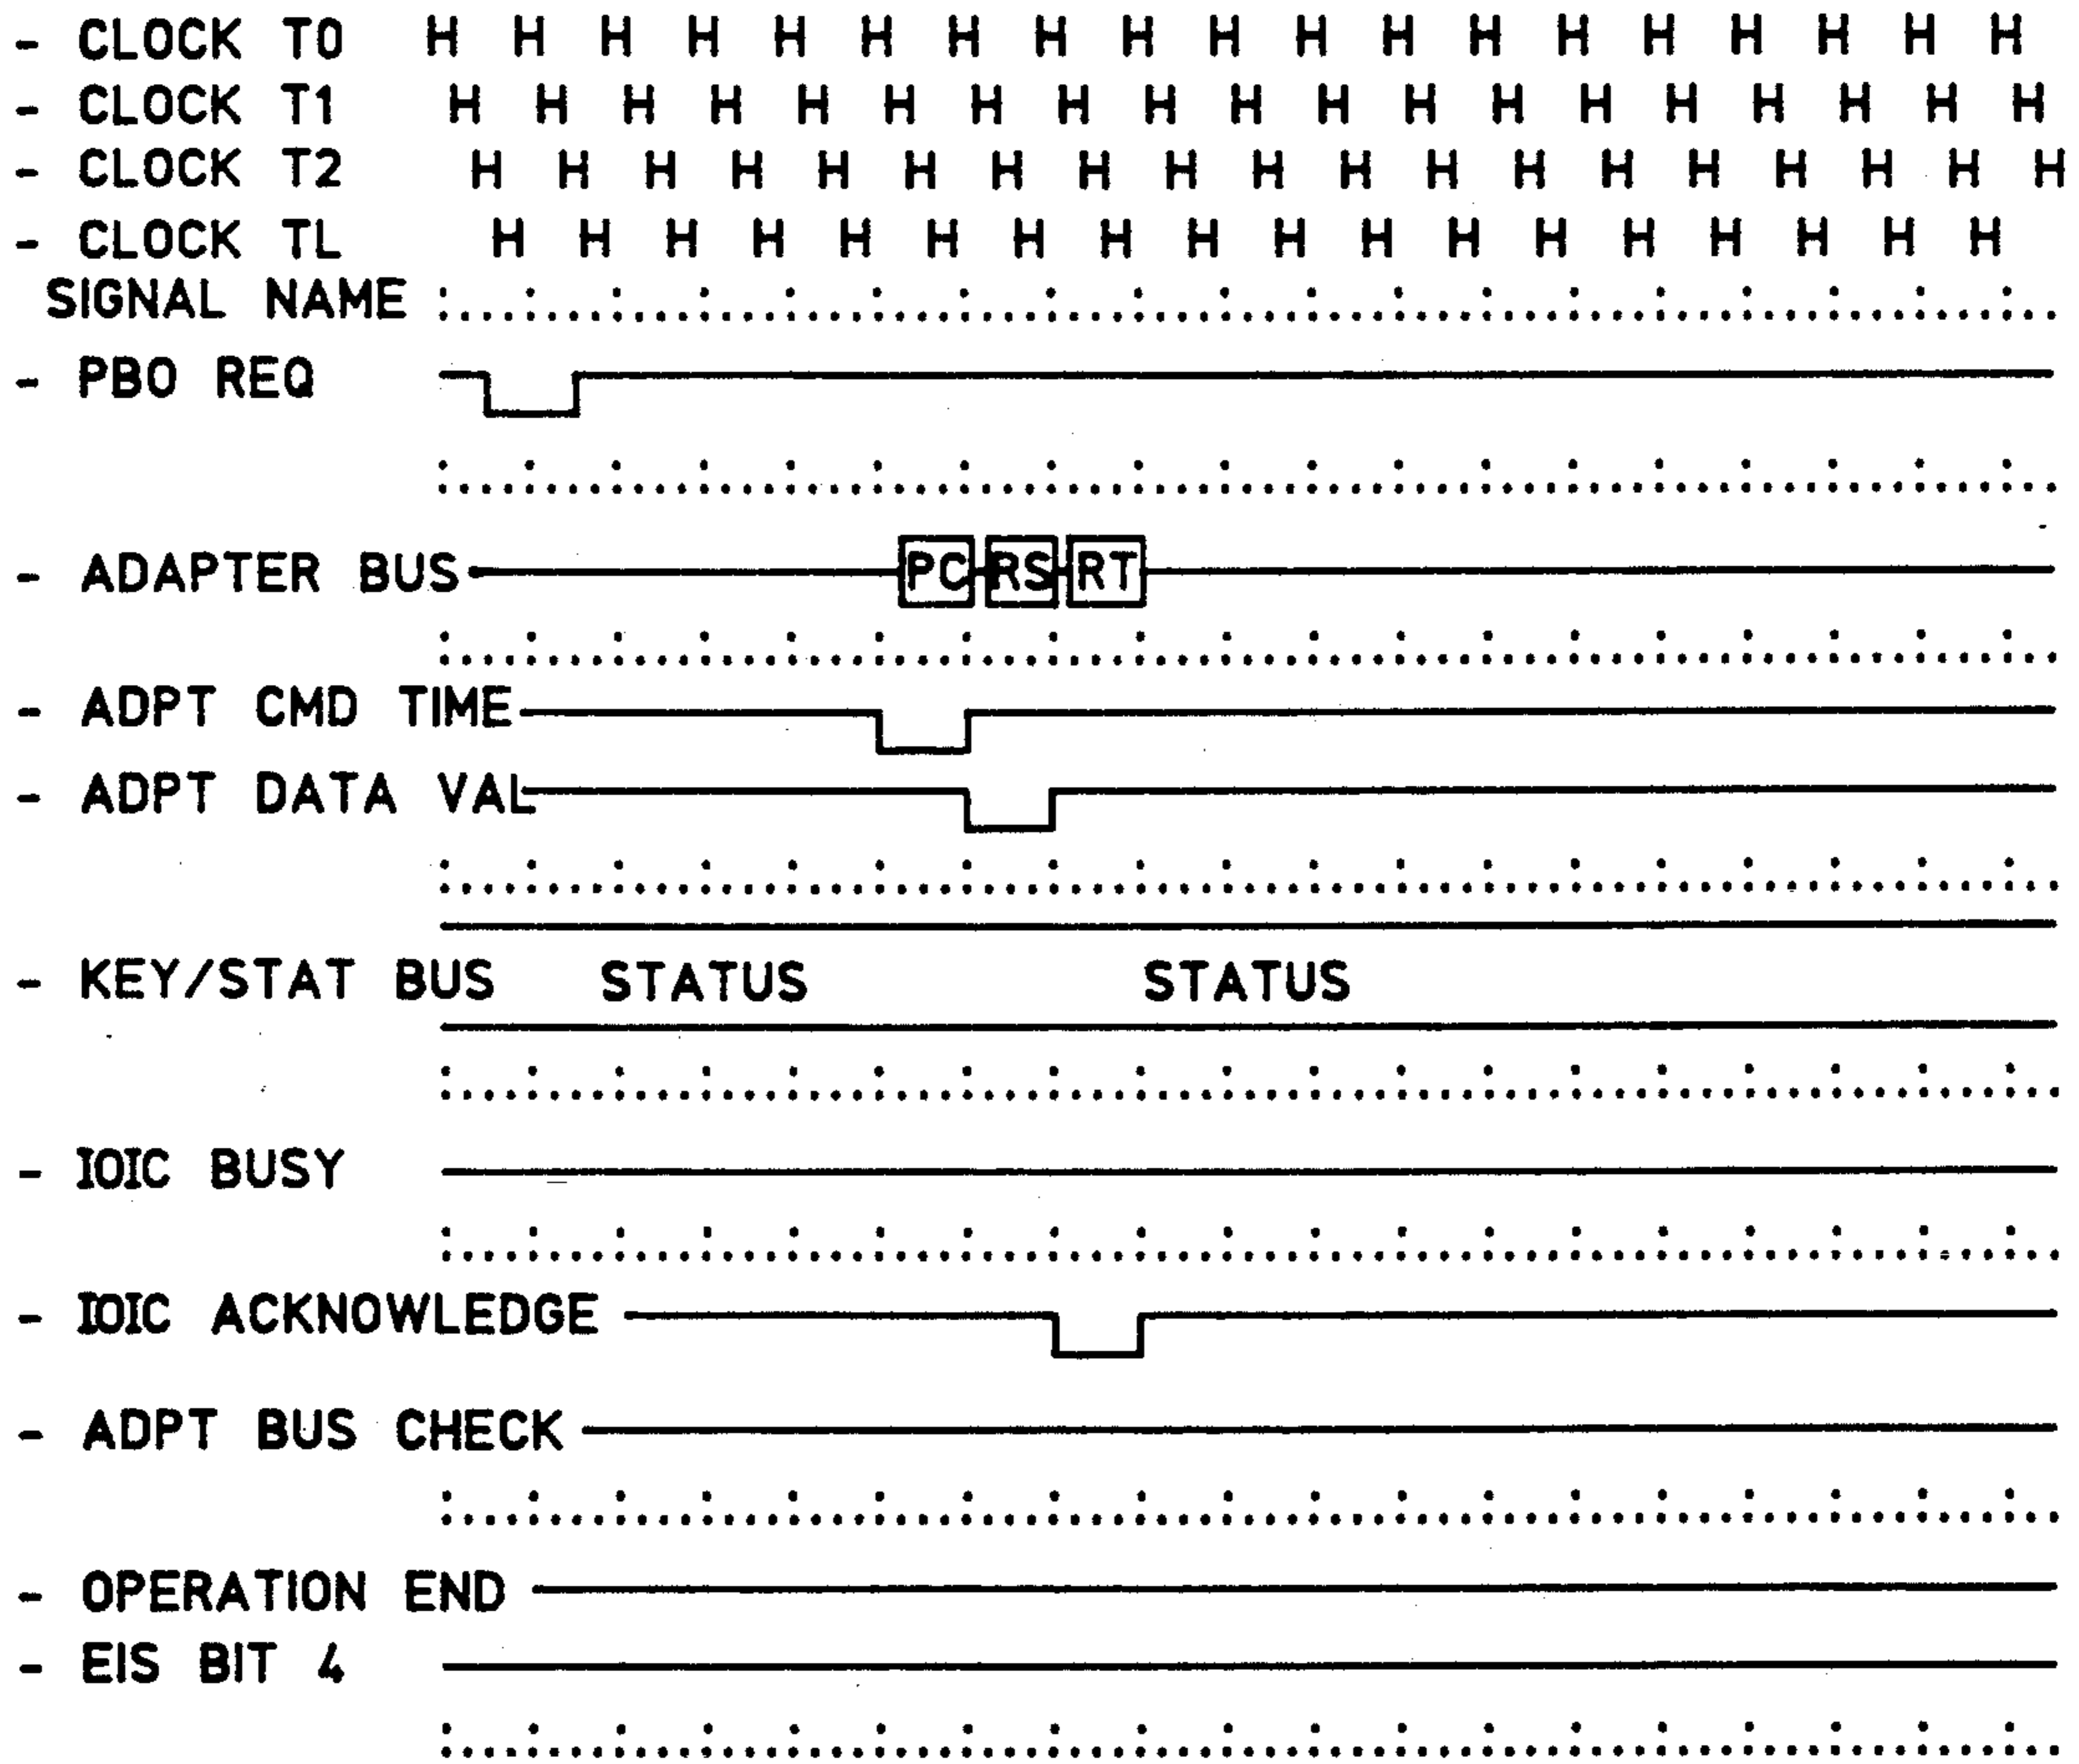 - CLOCK T0 H H H H H H H H H H H H H H H H H H H
- CLOCK T1 H H H H H H H H H H H H H H H H H H H
- CLOCK T2 H H H H H H H H H H H H H H H H H H H
- CLOCK TL H H H H H H H H H H H H H H H H H H
SIGNAL NAME
- PBO REQ
- ADAPTER BUS PC RS RT
- ADPT CMD TIME
- ADPT DATA VAL
- KEY/STAT BUS STATUS STATUS
- IOIC BUSY
- IOIC ACKNOWLEDGE
- ADPT BUS CHECK
- OPERATION END
- EIS BIT 4